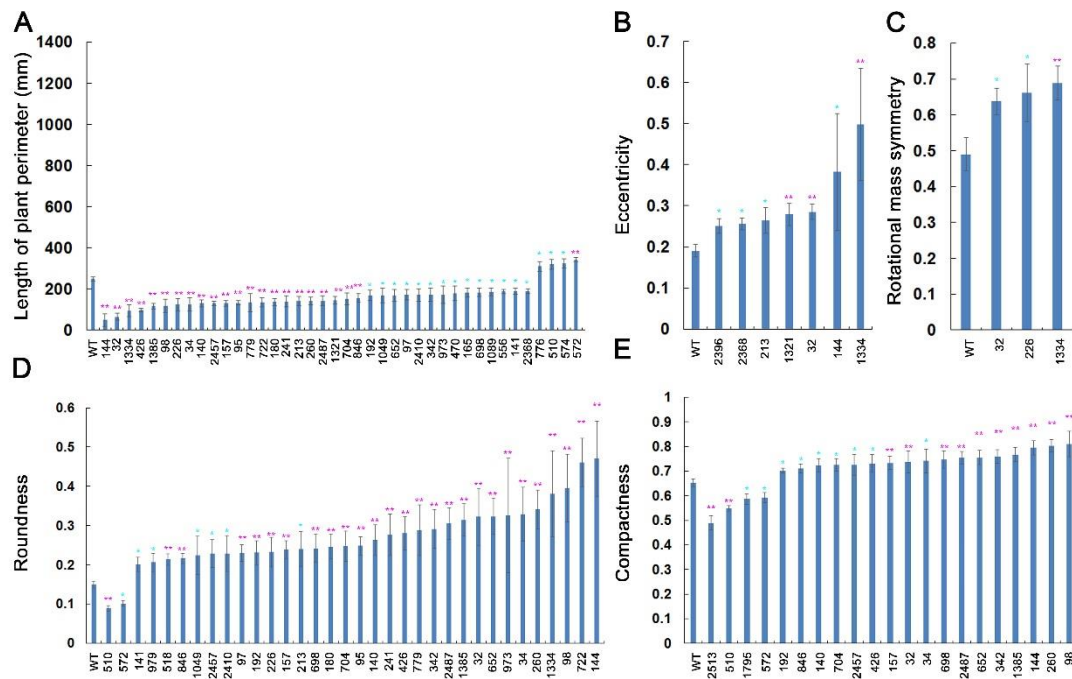 A
Length of plant perimeter (mm)
1400
1200
1000
800
600
400
200
0
** ** ** ** ** ** ** ** ** ** ** ** ** ** ** ** ** ** ** ** ** ** * * * * * * * * * * * * * * * * * **
WT 144 32 1334 426 1385 98 226 34 140 2457 157 95 779 722 180 241 213 260 2487 1321 704 846 192 1049 652 97 2410 342 973 470 165 698 1089 556 141 2368 776 510 574 572
B
Eccentricity
0.7
0.6
0.5
0.4
0.3
0.2
0.1
0
* * * ** ** * **
WT 2396 2368 213 1321 32 144 1334
C
Rotational mass symmetry
0.8
0.7
0.6
0.5
0.4
0.3
0.2
0.1
0
* * **
WT 32 226 1334
D
Roundness
0.6
0.5
0.4
0.3
0.2
0.1
0
** * * * ** ** * * * ** ** ** ** * ** ** ** ** ** ** ** ** ** ** ** ** ** ** ** ** ** ** ** **
WT 510 572 141 979 518 846 1049 2457 2410 97 192 226 157 213 698 180 704 95 140 241 426 779 342 2487 1385 32 652 973 34 260 1334 98 722 144
E
Compactness
1
0.9
0.8
0.7
0.6
0.5
0.4
0.3
0.2
0.1
0
** ** * * * * * * * * ** ** * ** ** ** ** ** ** ** **
WT 2513 510 1795 572 192 846 140 704 2457 426 157 32 34 698 2487 652 342 1385 144 260 98